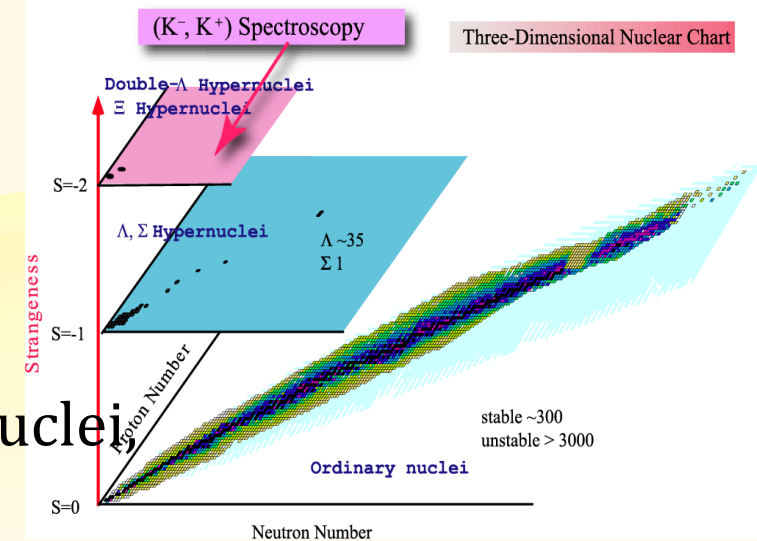 (K⁻, K⁺) Spectroscopy
Three-Dimensional Nuclear Chart
Double-Λ Hypernuclei
Ξ Hypernuclei
S=-2
Λ, Σ Hypernuclei
Λ ~35
Σ 1
Strangeness
S=-1
Proton Number
uclei,
stable ~300
unstable > 3000
Ordinary nuclei
S=0
Neutron Number